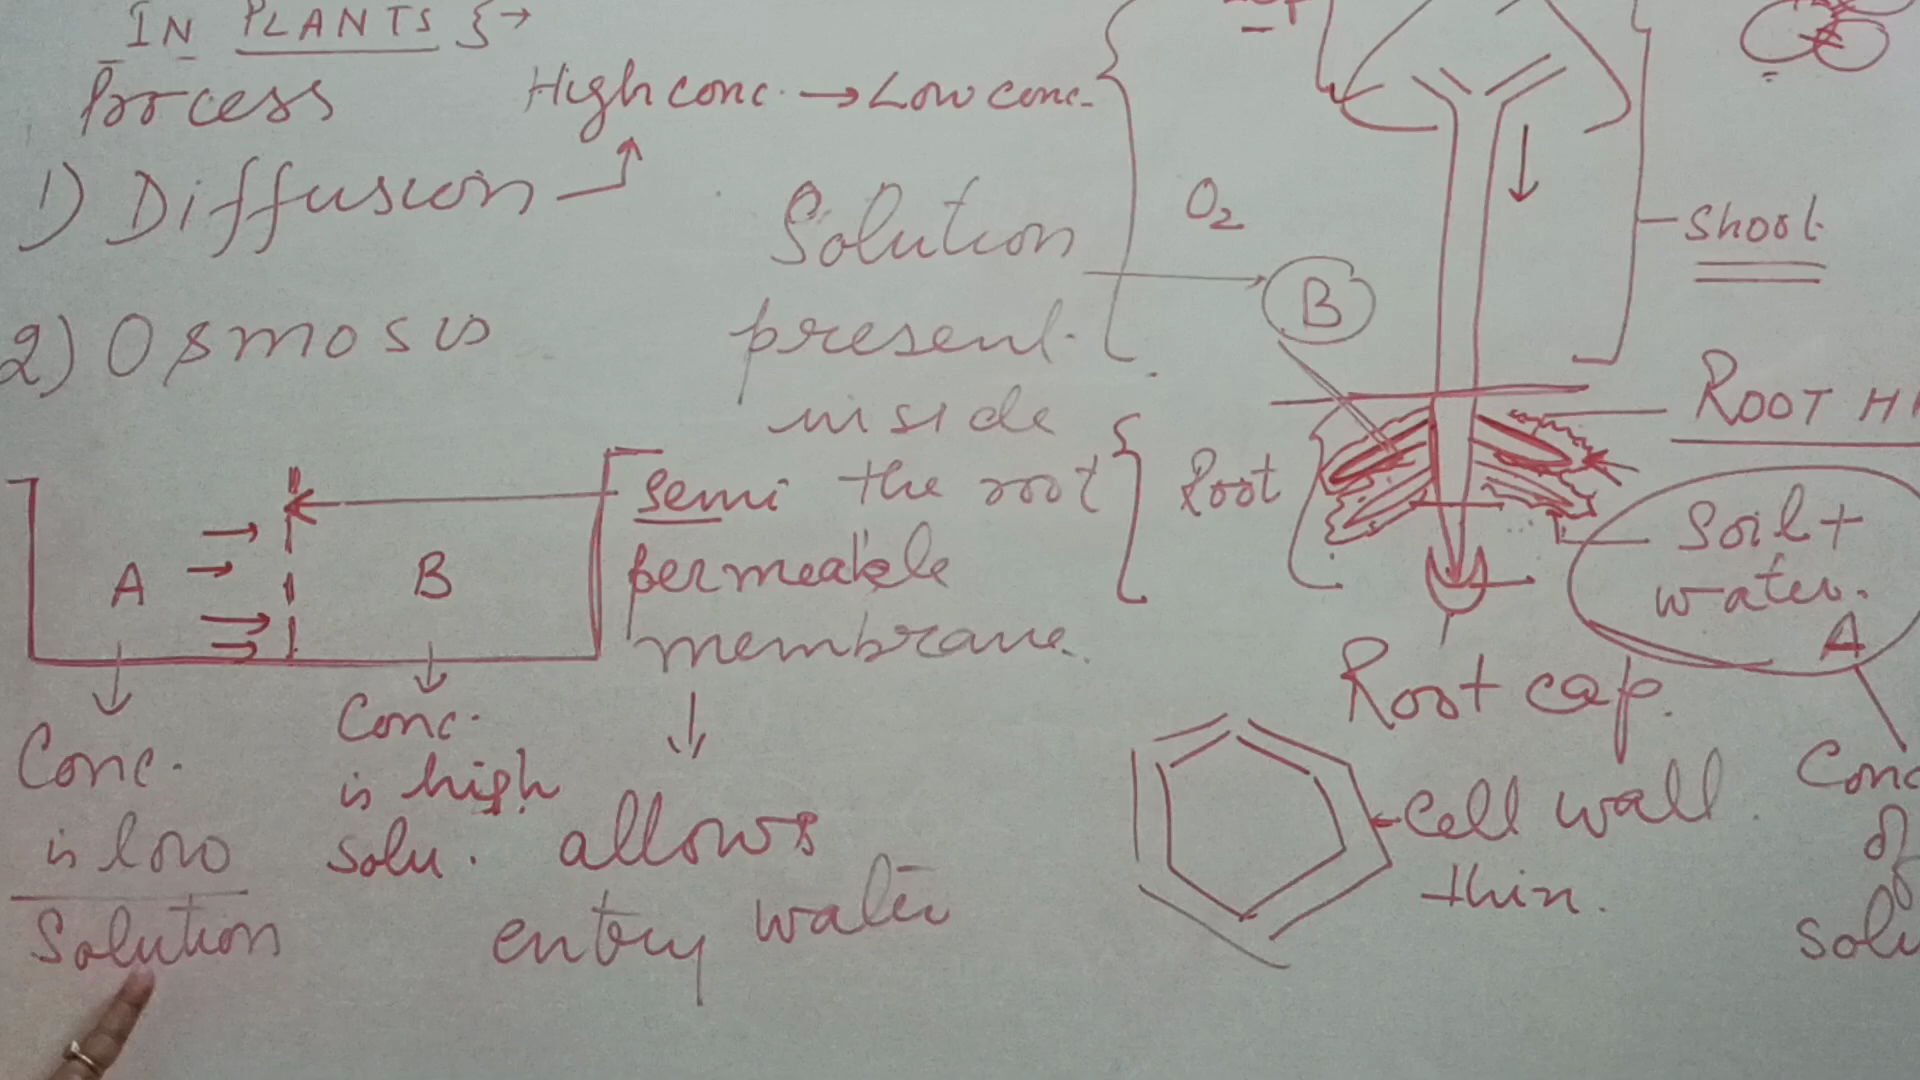 IN PLANTS
Process
High conc. → Low conc.
1) Diffusion
2) Osmosis
Solution
present
inside
the root
O2
B
Shoot
ROOT
Root
semi
permeable
membrane.
A
B
Conc.
is low
Solution
Conc.
is high
solu.
allows
entry water
Soil +
water.
A
Root cap.
Cell wall
thin.
of